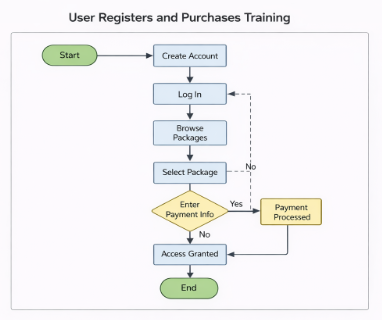 User Registers and Purchases Training
Start
Create Account
Log In
Browse
Packages
No
Select Package
Enter
Payment Info
Yes
Payment
Processed
No
Access Granted
End